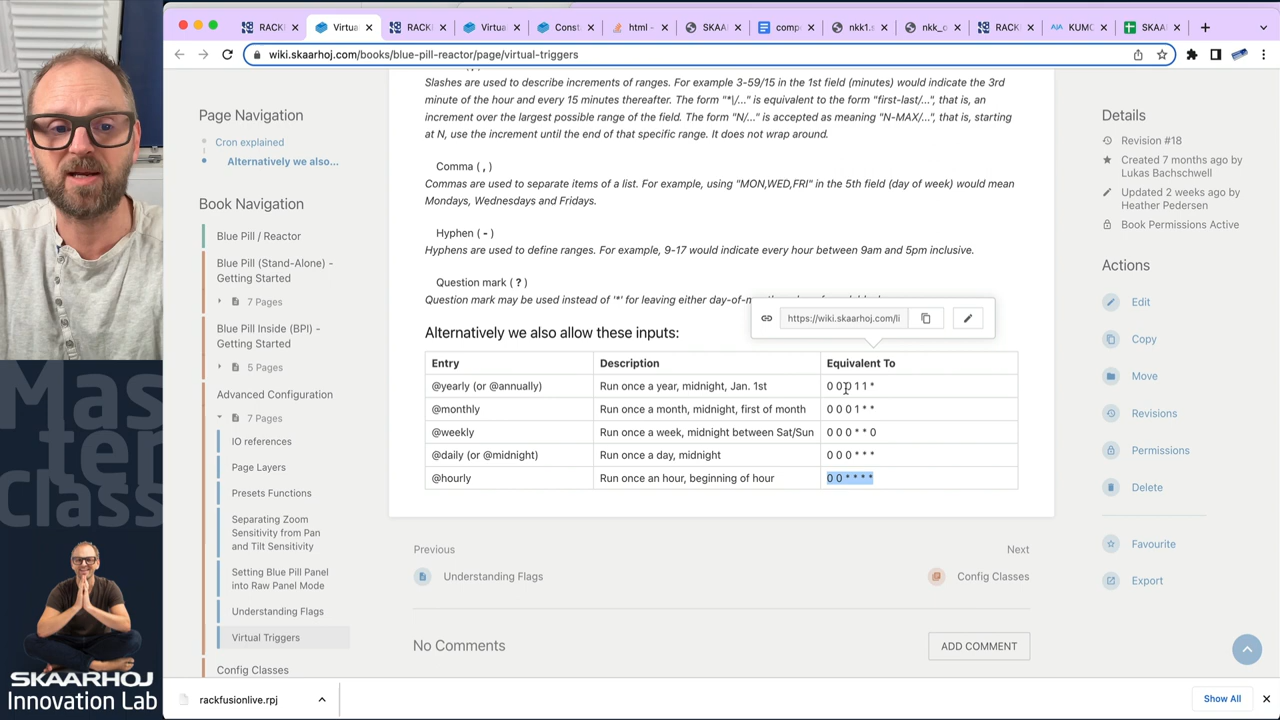 RACK
Virtua
RACK
Virtua
Const
html -
SKAA
comp
nkk1.s
nkk_c
RACK
KUMC
SKAA
wiki.skaarhoj.com/books/blue-pill-reactor/page/virtual-triggers
Page Navigation
Cron explained
Alternatively we also...
Book Navigation
Blue Pill / Reactor
Blue Pill (Stand-Alone) -
Getting Started
7 Pages
Blue Pill Inside (BPI) -
Getting Started
5 Pages
Advanced Configuration
7 Pages
IO references
Page Layers
Presets Functions
Separating Zoom
Sensitivity from Pan
and Tilt Sensitivity
Setting Blue Pill Panel
into Raw Panel Mode
Understanding Flags
Virtual Triggers
Config Classes
Slashes are used to describe increments of ranges. For example 3-59/15 in the 1st field (minutes) would indicate the 3rd
minute of the hour and every 15 minutes thereafter. The form "*|/..." is equivalent to the form "first-last/...", that is, an
increment over the largest possible range of the field. The form "N/..." is accepted as meaning "N-MAX/...", that is, starting
at N, use the increment until the end of that specific range. It does not wrap around.
Comma ( , )
Commas are used to separate items of a list. For example, using "MON,WED,FRI" in the 5th field (day of week) would mean
Mondays, Wednesdays and Fridays.
Hyphen ( - )
Hyphens are used to define ranges. For example, 9-17 would indicate every hour between 9am and 5pm inclusive.
Question mark ( ? )
Question mark may be used instead of '*' for leaving either
https://wiki.skaarhoj.com/li
Alternatively we also allow these inputs:
Entry Description Equivalent To
@yearly (or @annually) Run once a year, midnight, Jan. 1st 0 0 0 1 1 *
@monthly Run once a month, midnight, first of month 0 0 0 1 * *
@weekly Run once a week, midnight between Sat/Sun 0 0 0 * * 0
@daily (or @midnight) Run once a day, midnight 0 0 0 * * *
@hourly Run once an hour, beginning of hour 0 0 * * * *
Previous
Understanding Flags
Next
Config Classes
No Comments
ADD COMMENT
Details
Revision #18
Created 7 months ago by
Lukas Bachschwell
Updated 2 weeks ago by
Heather Pedersen
Book Permissions Active
Actions
Edit
Copy
Move
Revisions
Permissions
Delete
Favourite
Export
Mas
ter
Class
SKAARHOJ
Innovation Lab
rackfusionlive.rpj
Show All